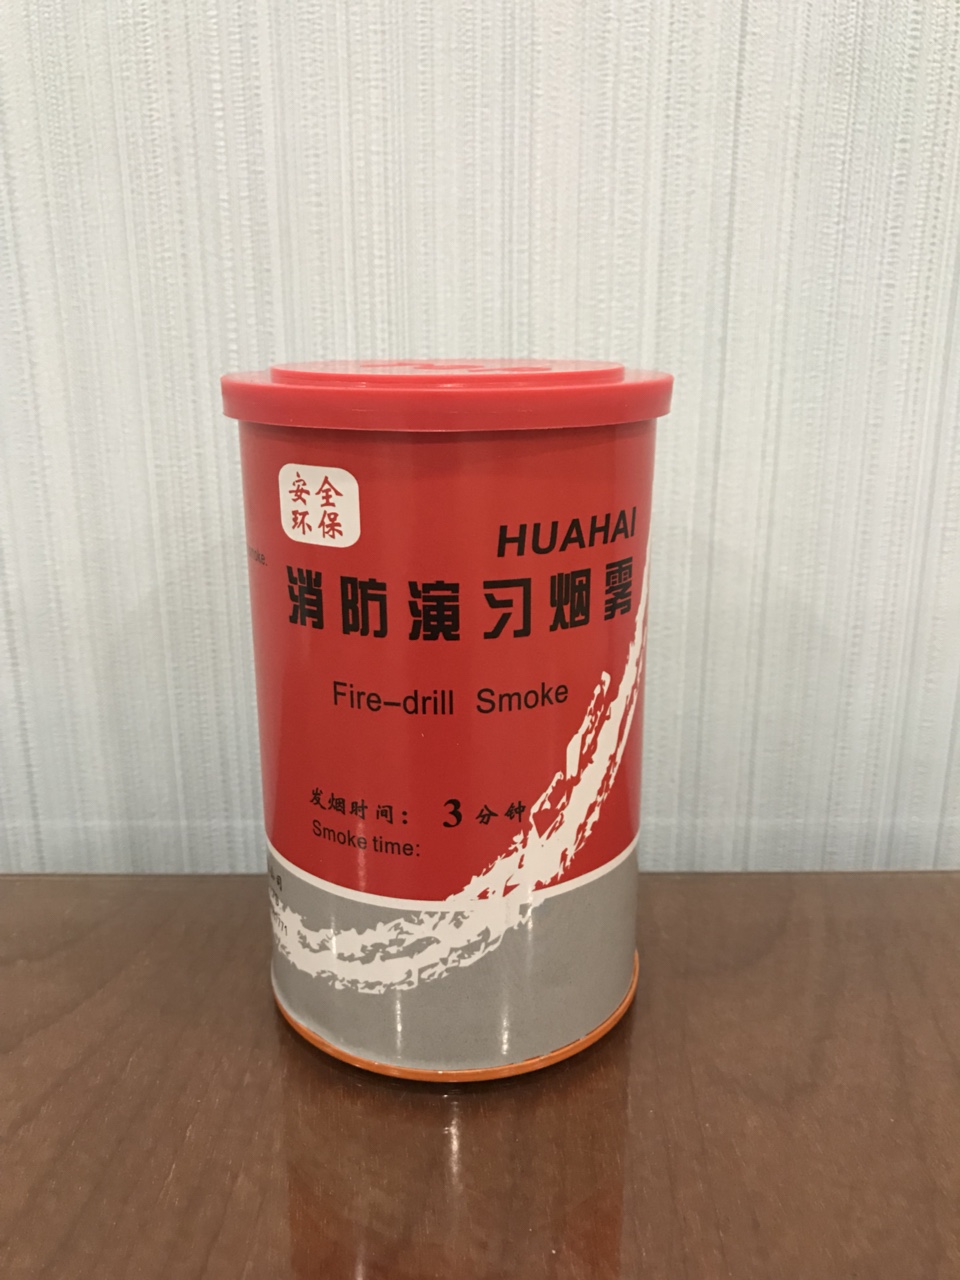 安全
环保
HUAHAI
消防演习烟雾
Fire-drill Smoke
发烟时间： 3分钟
Smoke time: